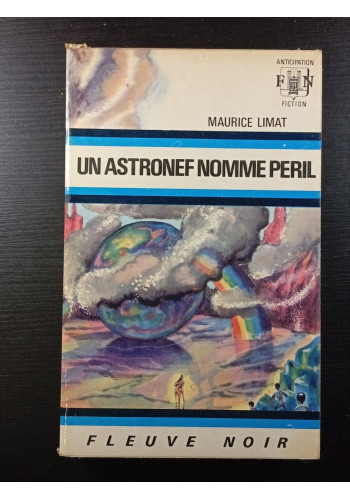 ANTICIPATION
FN
FICTION
MAURICE LIMAT
UN ASTRONEF NOMME PERIL
FLEUVE NOIR